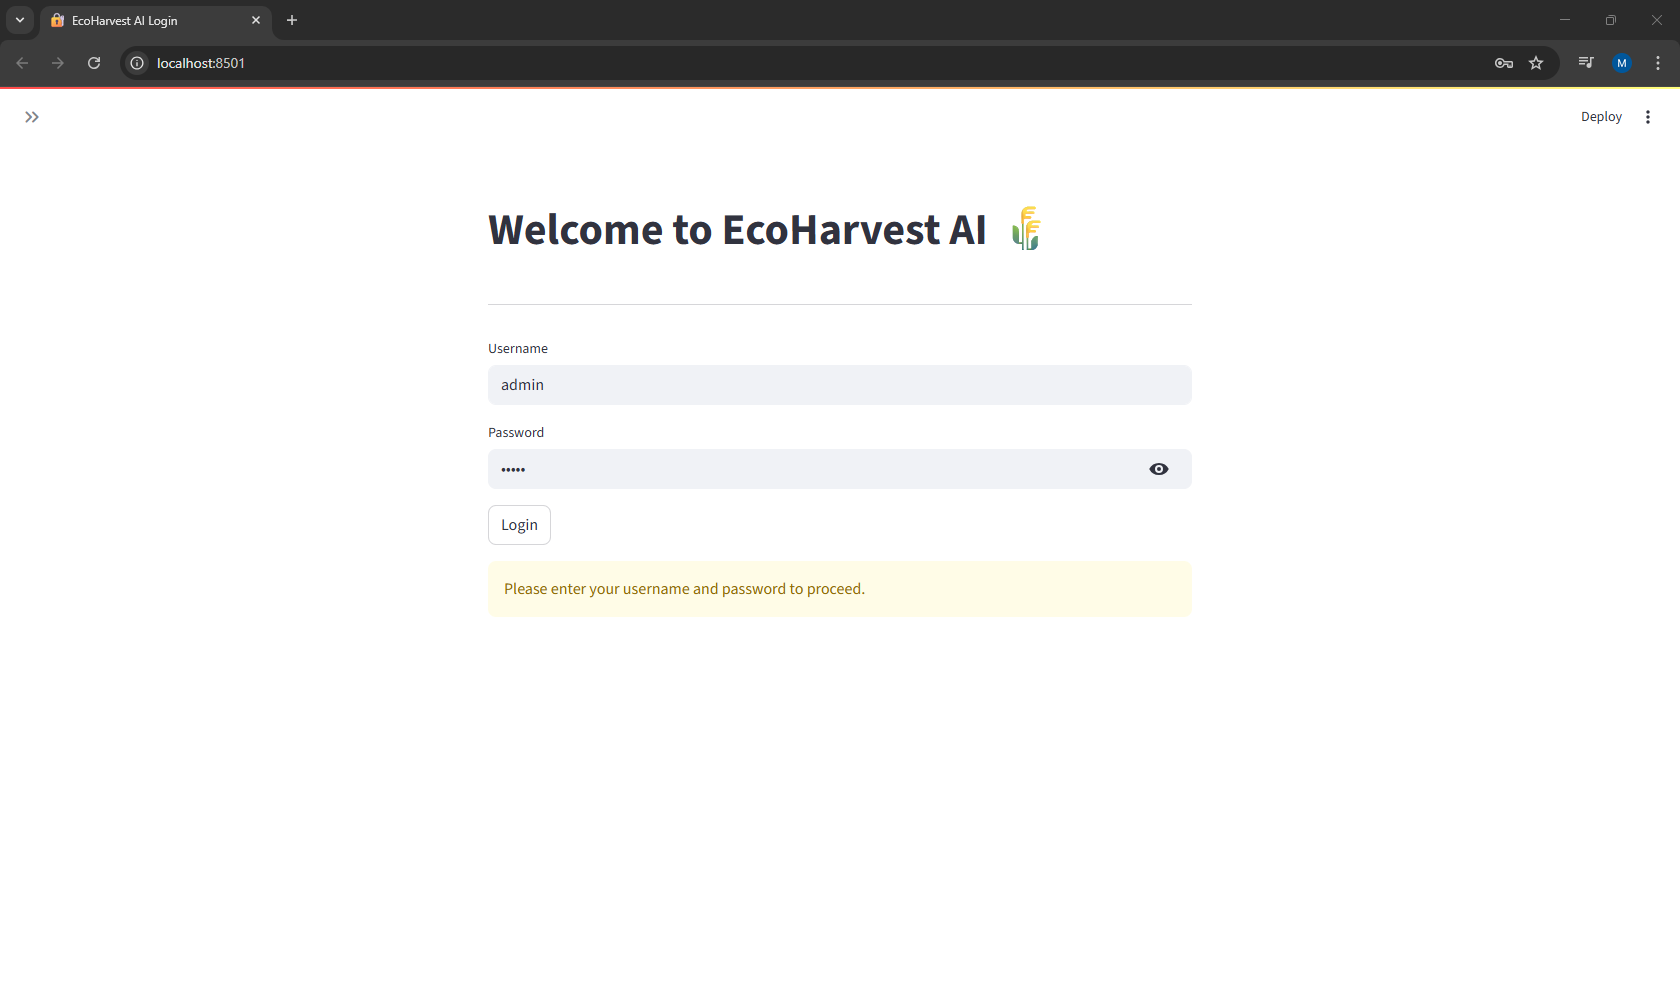 EcoHarvest AI Login
localhost:8501
M
Deploy
Welcome to EcoHarvest AI
Username
admin
Password
•••••
Login
Please enter your username and password to proceed.